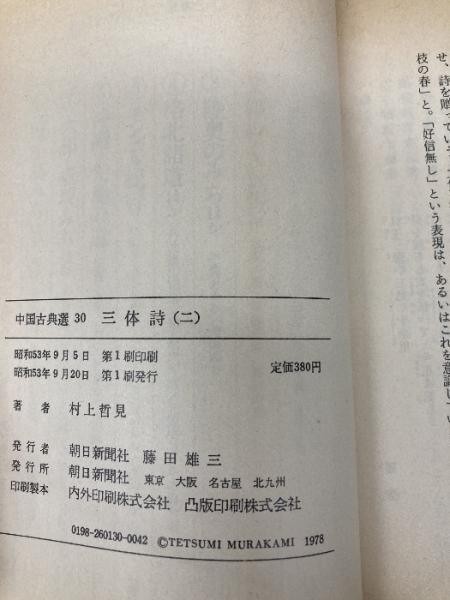 せ、詩を贈って
枝の春」と。「好信無し」という表現は、あるいはこれを意識してい
中国古典選 30 三体詩(二)
昭和53年9月5日 第1刷印刷
昭和53年9月20日 第1刷発行
定価380円
著者 村上哲見
発行者 朝日新聞社 藤田雄三
発行所 朝日新聞社 東京 大阪 名古屋 北九州
印刷製本 内外印刷株式会社 凸版印刷株式会社
0198-260130-0042 ©TETSUMI MURAKAMI 1978